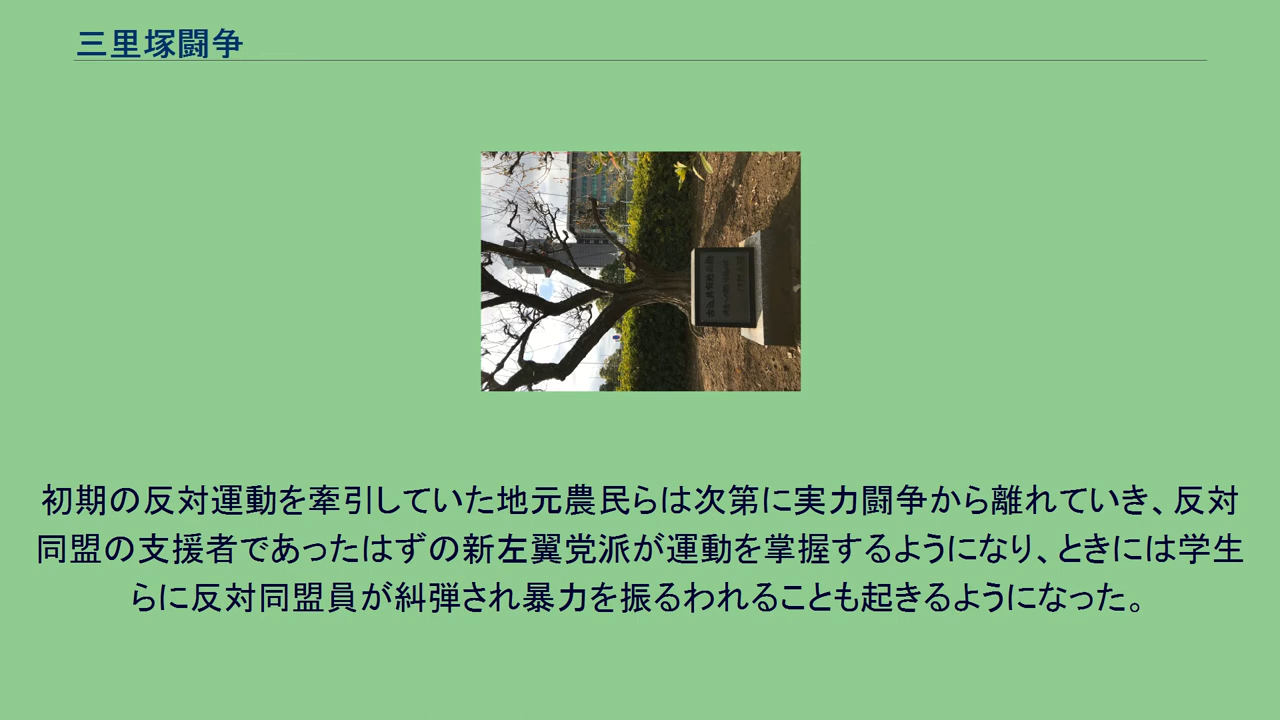 三里塚闘争
初期の反対運動を牽引していた地元農民らは次第に実力闘争から離れていき、反対
同盟の支援者であったはずの新左翼党派が運動を掌握するようになり、ときには学生
らに反対同盟員が糾弾され暴力を振るわれることも起きるようになった。